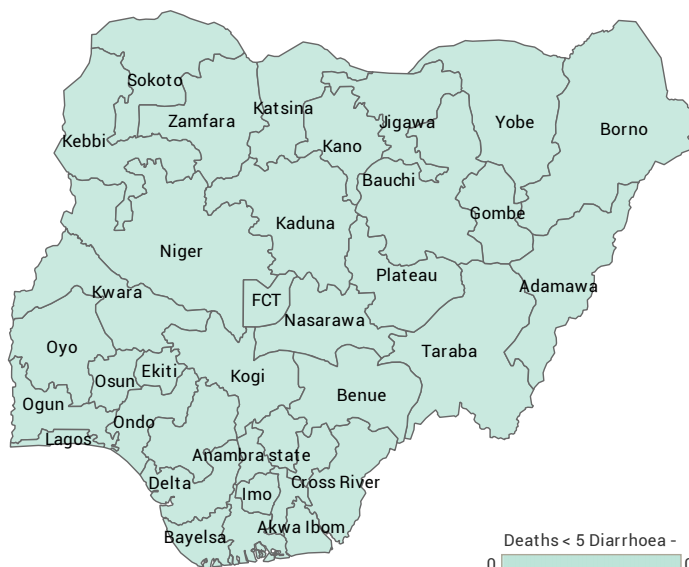 Sokoto
Zamfara
Katsina
Jigawa
Yobe
Borno
Kebbi
Kano
Bauchi
Gombe
Kaduna
Niger
Plateau
Adamawa
Kwara
FCT
Nasarawa
Oyo
Taraba
Osun
Ekiti
Kogi
Benue
Ogun
Ondo
Lagos
Anambra state
Delta
Imo
Cross River
Bayelsa
Akwa Ibom
Deaths < 5 Diarrhoea -
0